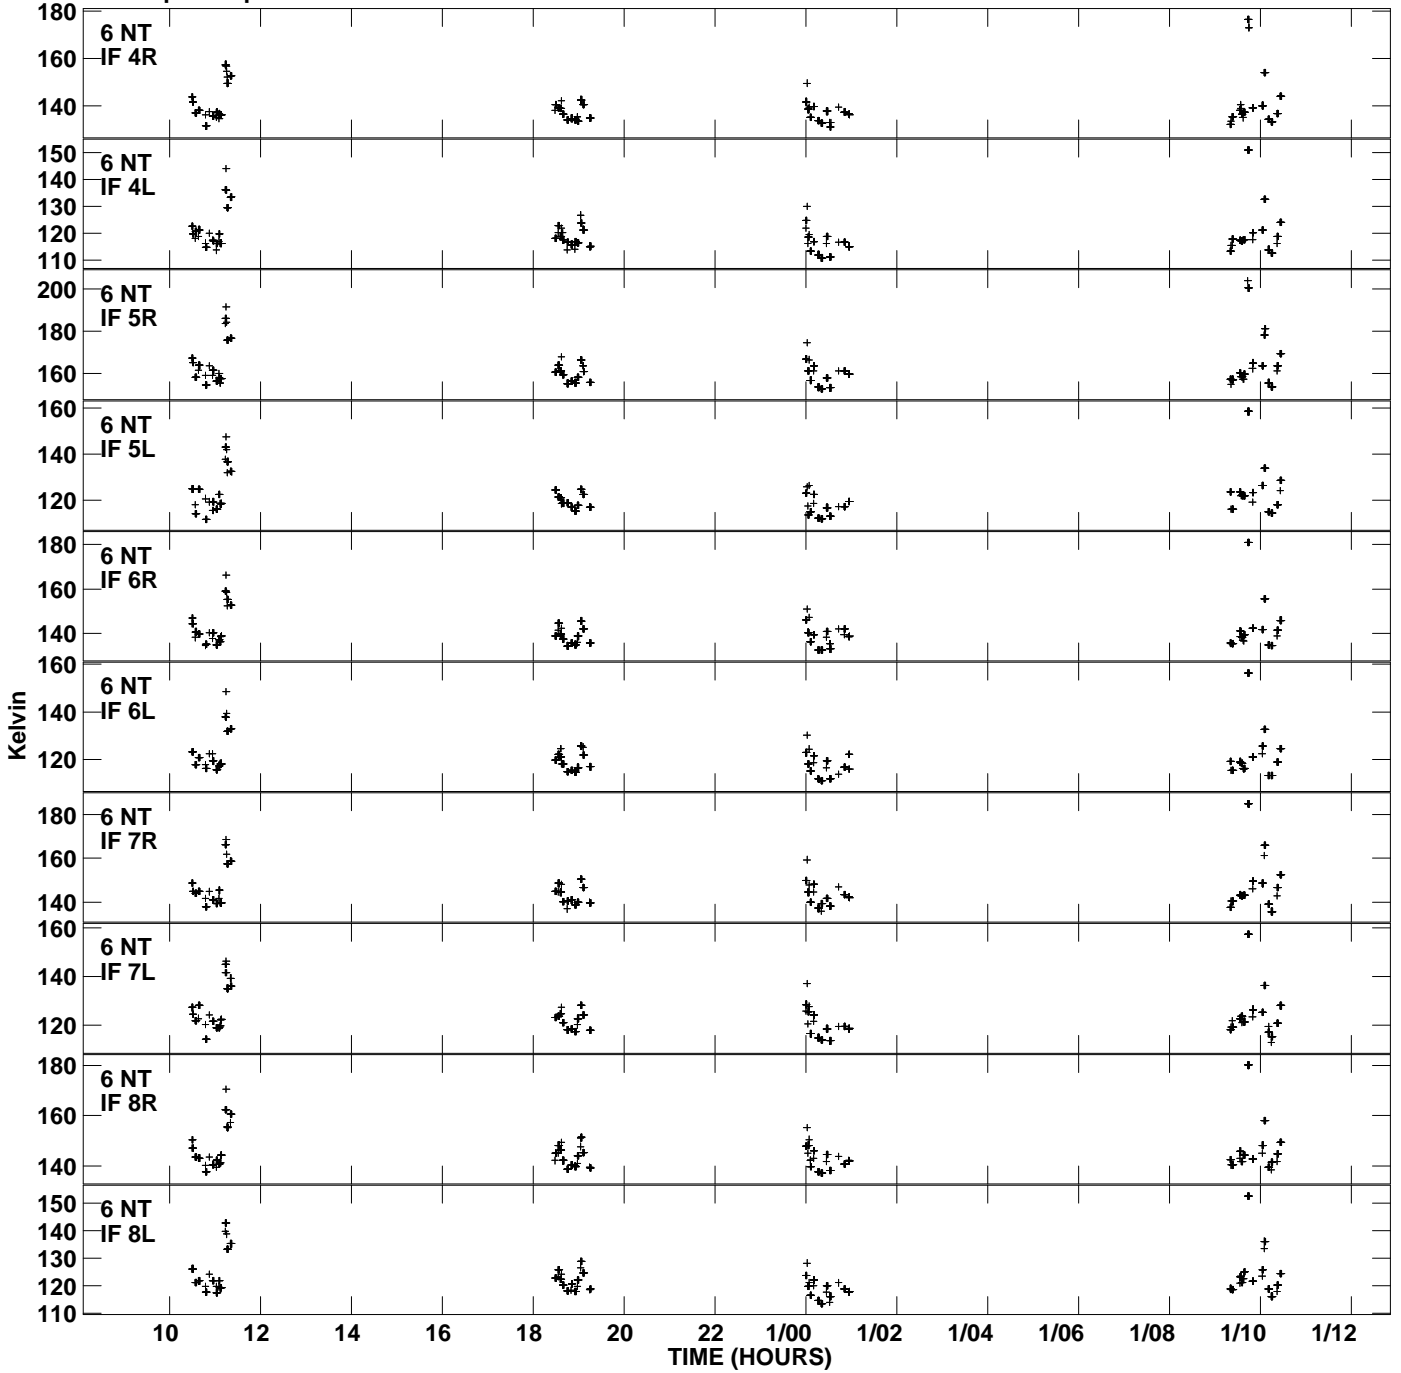 180
6 NT
IF 4R
160
140
150
6 NT
IF 4L
140
130
120
110
200
6 NT
IF 5R
180
160
160
6 NT
IF 5L
140
120
180
6 NT
IF 6R
160
140
160
6 NT
IF 6L
140
120
180
6 NT
IF 7R
160
140
160
6 NT
IF 7L
140
120
180
6 NT
IF 8R
160
140
150
6 NT
IF 8L
140
130
120
110
Kelvin
10 12 14 16 18 20 22 1/00 1/02 1/04 1/06 1/08 1/10 1/12
TIME (HOURS)